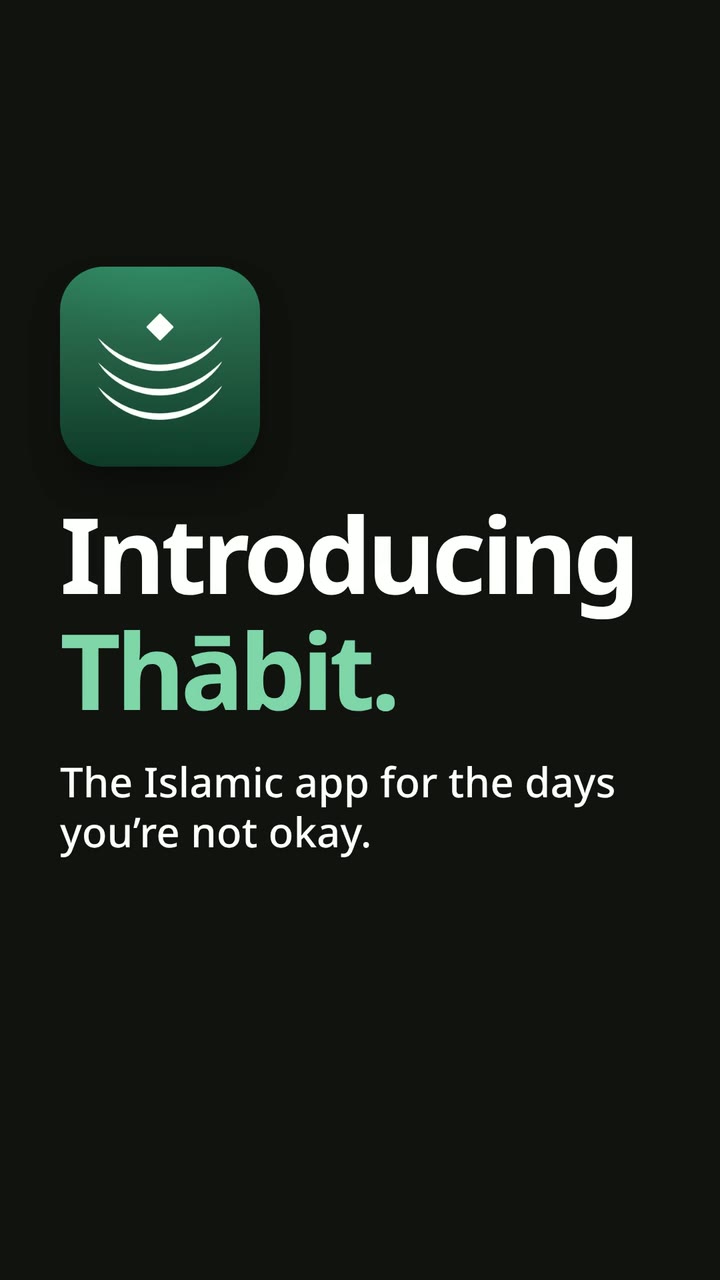 Introducing
Thābit.
The Islamic app for the days
you’re not okay.